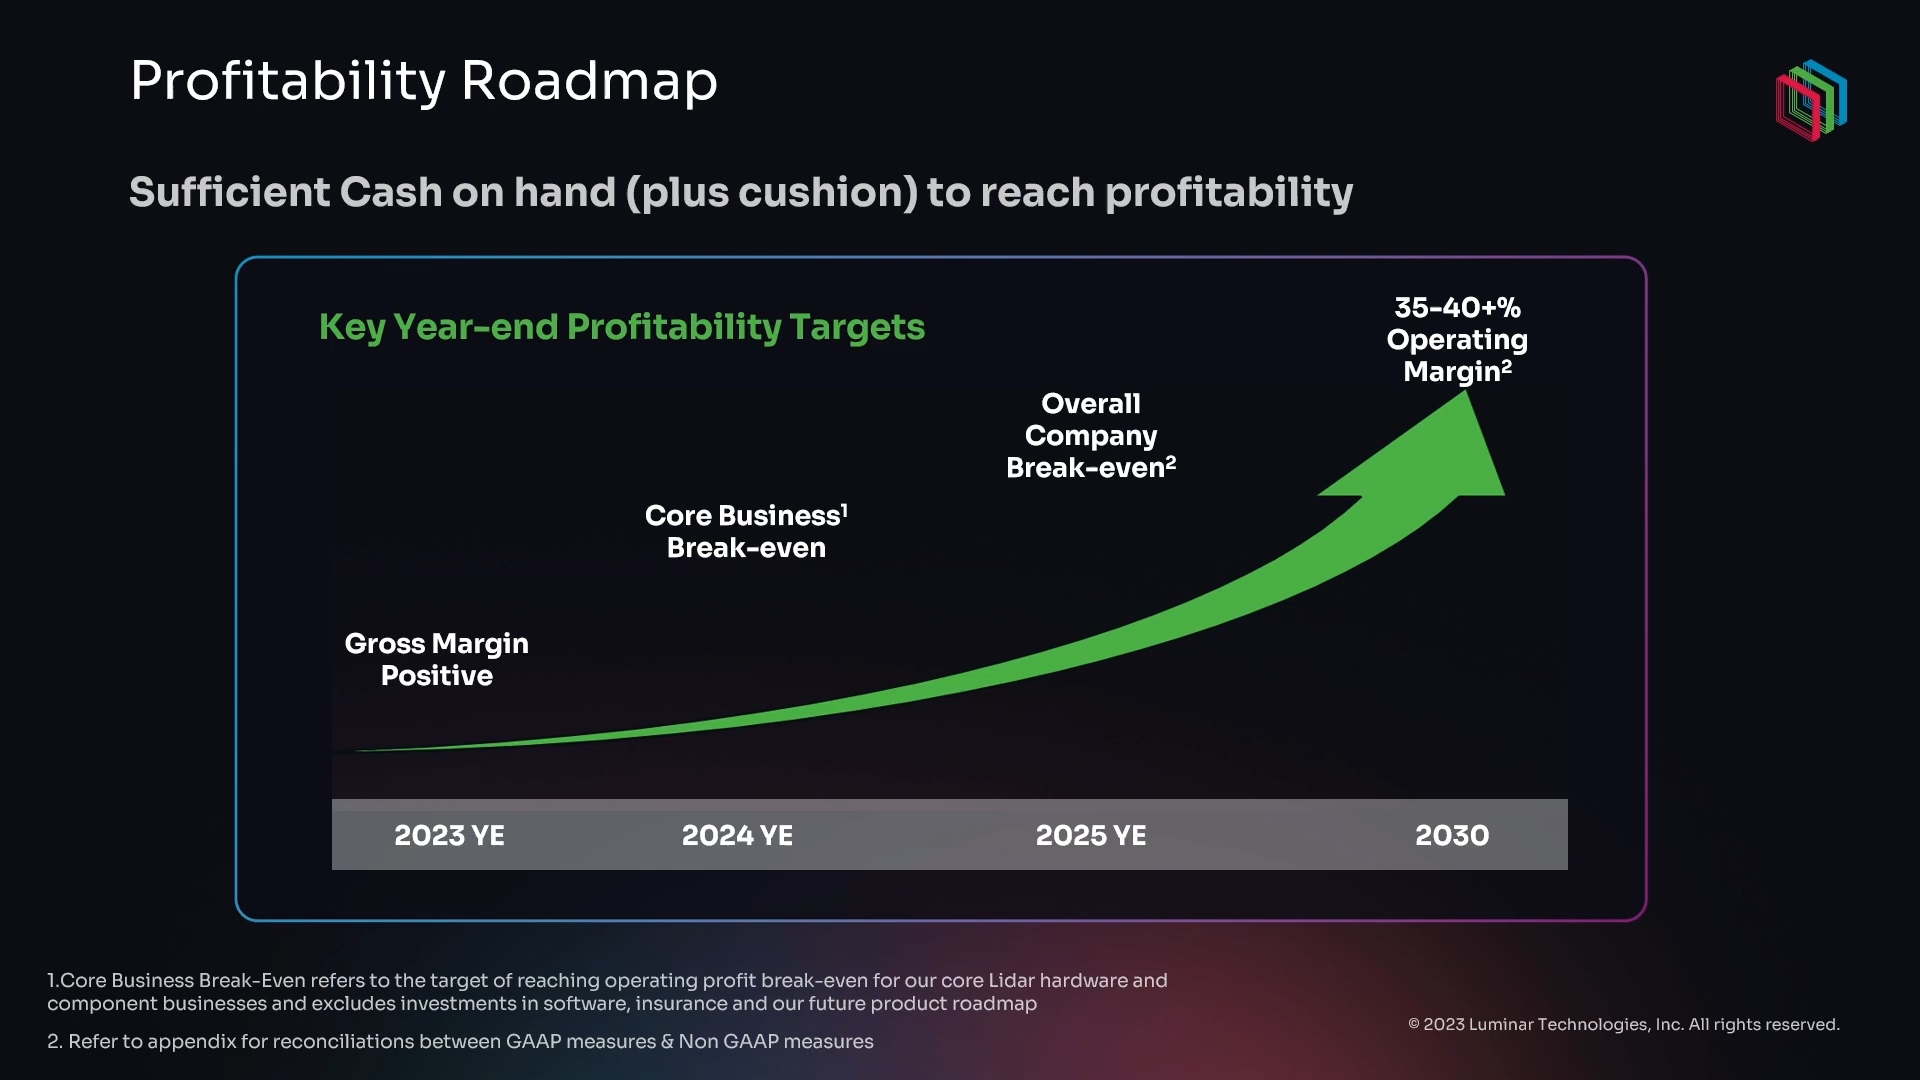 Profitability Roadmap
Sufficient Cash on hand (plus cushion) to reach profitability
Key Year-end Profitability Targets
35-40+%
Operating
Margin²
Overall
Company
Break-even²
Core Business¹
Break-even
Gross Margin
Positive
2023 YE
2024 YE
2025 YE
2030
1.Core Business Break-Even refers to the target of reaching operating profit break-even for our core Lidar hardware and
component businesses and excludes investments in software, insurance and our future product roadmap
2. Refer to appendix for reconciliations between GAAP measures & Non GAAP measures
© 2023 Luminar Technologies, Inc. All rights reserved.